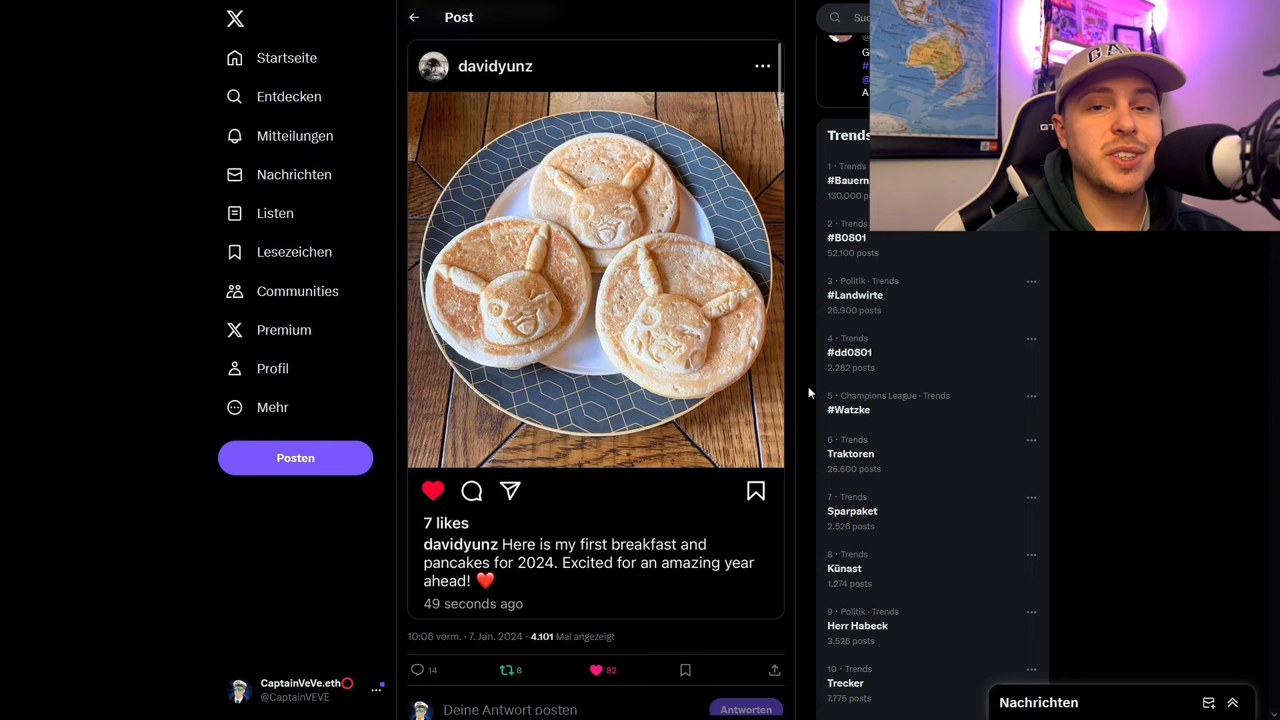 Startseite
Entdecken
Mitteilungen
Nachrichten
Listen
Lesezeichen
Communities
Premium
Profil
Mehr
Posten
CaptainVeVe.eth
@CaptainVEVE
Post
davidyunz
7 likes
davidyunz Here is my first breakfast and
pancakes for 2024. Excited for an amazing year
ahead! ❤️
49 seconds ago
10:06 vorm. · 7. Jan. 2024 · 4.101 Mal angezeigt
14 8 82
Deine Antwort posten
Antworten
Trends
1 · Trends
#Bauern
130.000
2 · Trends
#B0801
52.100 posts
3 · Politik · Trends
#Landwirte
26.900 posts
4 · Trends
#dd0801
2.282 posts
5 · Champions League · Trends
#Watzke
6 · Trends
Traktoren
26.600 posts
7 · Trends
Sparpaket
2.526 posts
8 · Trends
Künast
1.274 posts
9 · Politik · Trends
Herr Habeck
3.526 posts
10 · Trends
Trecker
7.775 posts
Nachrichten